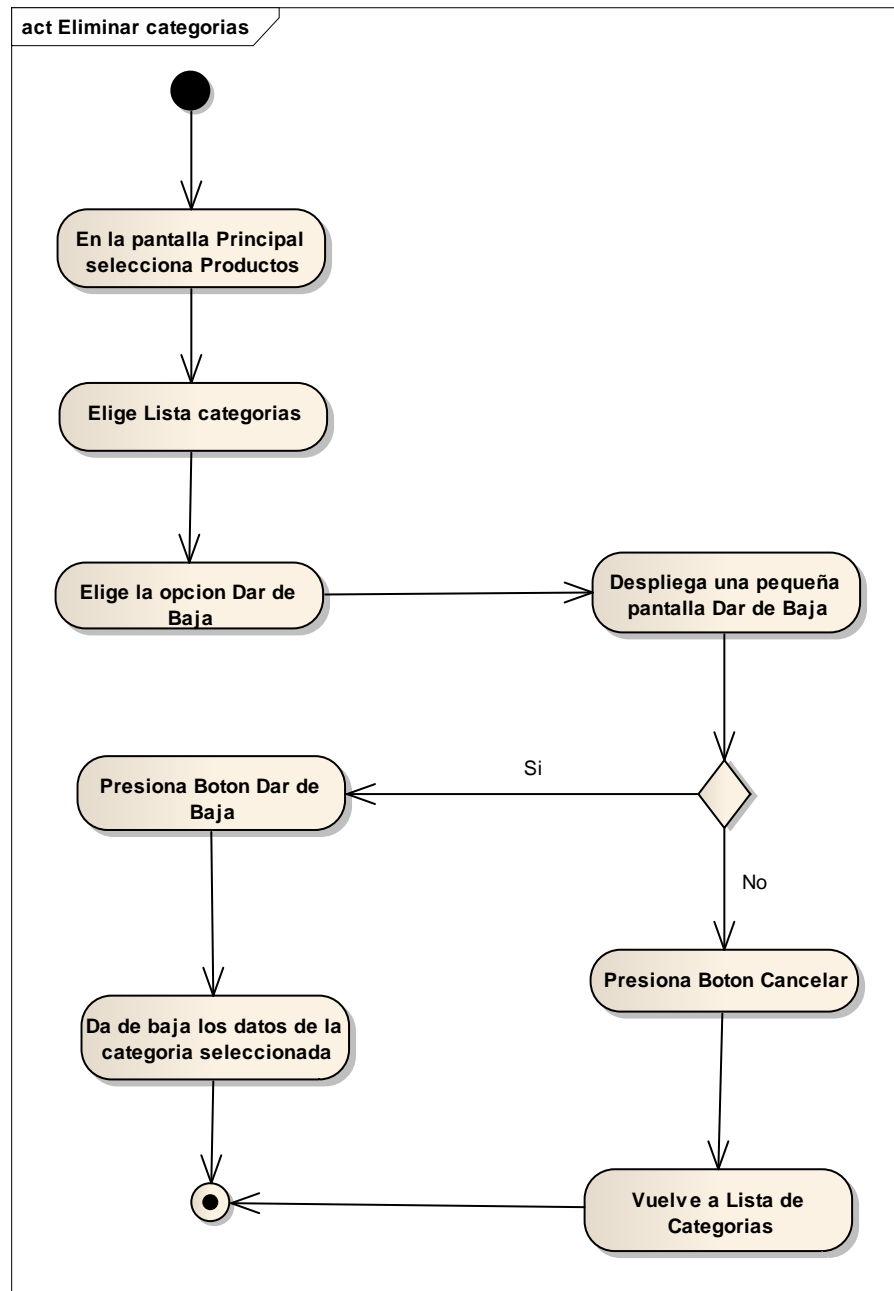 act Eliminar categorias
En la pantalla Principal
selecciona Productos
Elige Lista categorias
Elige la opcion Dar de
Baja
Despliega una pequeña
pantalla Dar de Baja
Si
Presiona Boton Dar de
Baja
No
Presiona Boton Cancelar
Da de baja los datos de la
categoria seleccionada
Vuelve a Lista de
Categorias